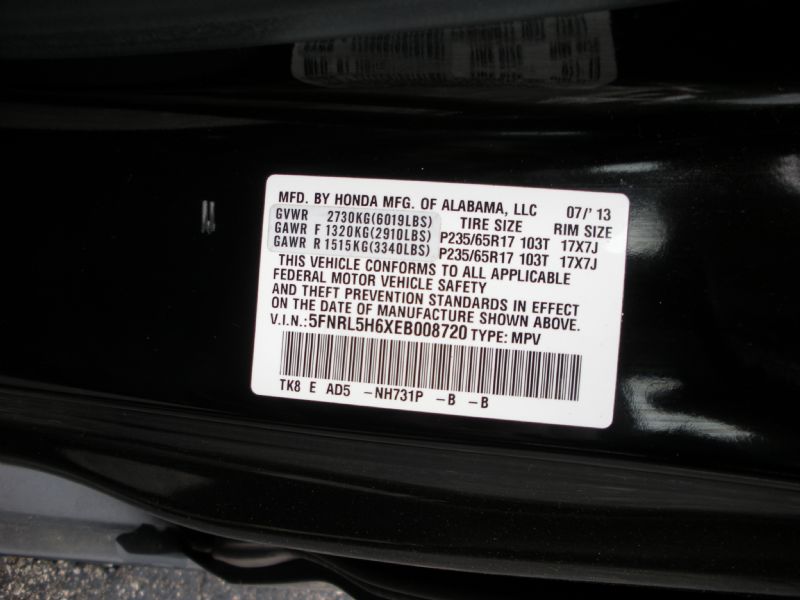 MFD. BY HONDA MFG. OF ALABAMA, LLC 07/'13
GVWR 2730KG(6019LBS) TIRE SIZE RIM SIZE
GAWR F 1320KG(2910LBS) P235/65R17 103T 17X7J
GAWR R 1515KG(3340LBS) P235/65R17 103T 17X7J
THIS VEHICLE CONFORMS TO ALL APPLICABLE
FEDERAL MOTOR VEHICLE SAFETY
AND THEFT PREVENTION STANDARDS IN EFFECT
ON THE DATE OF MANUFACTURE SHOWN ABOVE.
V.I.N.: 5FNRL5H6XEB008720 TYPE: MPV
TK8 E AD5 -NH731P -B -B